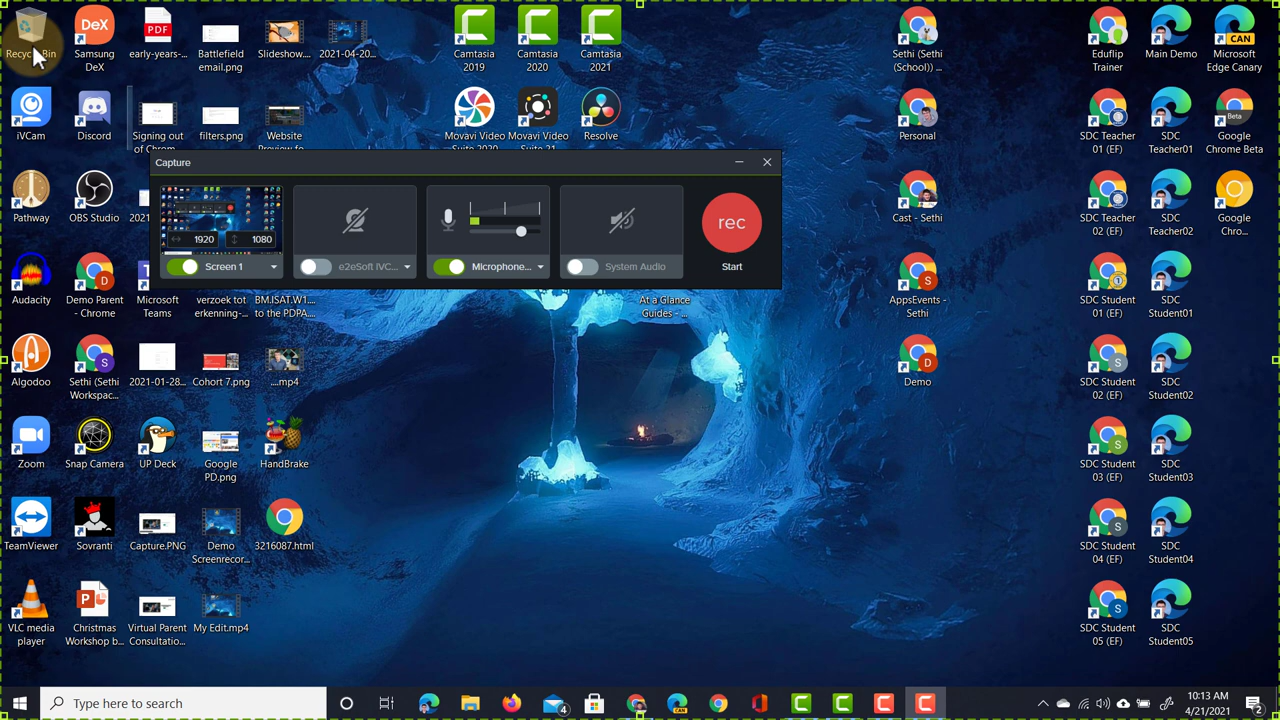 Recycle Bin
DeX
Samsung
DeX
PDF
early-years-...
Battlefield
email.png
Slideshow....
2021-04-20...
Camtasia
2019
Camtasia
2020
Camtasia
2021
Sethi (Sethi
(School)) ...
Eduflip
Trainer
Main Demo
CAN
Microsoft
Edge Canary
iVCam
Discord
Signing out
of Chrom...
filters.png
Website
Preview fo...
Movavi Video
Suite 2020
Movavi Video
Suite 21
Resolve
Personal
SDC Teacher
01 (EF)
SDC
Teacher01
Beta
Google
Chrome Beta
Capture
1920
1080
Screen 1
e2eSoft iVC...
Microphone...
System Audio
rec
Start
Pathway
OBS Studio
2021
Cast - Sethi
SDC Teacher
02 (EF)
SDC
Teacher02
Google
Chro...
Audacity
D
Demo Parent
- Chrome
Microsoft
Teams
verzoek tot
erkenning-...
BM.ISAT.W1....
to the PDPA...
At a Glance
Guides - ...
S
AppsEvents -
Sethi
SDC Student
01 (EF)
SDC
Student01
Algodoo
S
Sethi (Sethi
Workspac...
2021-01-28...
Cohort 7.png
....mp4
D
Demo
S
SDC Student
02 (EF)
SDC
Student02
Zoom
Snap Camera
UP Deck
Google
PD.png
HandBrake
S
SDC Student
03 (EF)
SDC
Student03
TeamViewer
Sovranti
Capture.PNG
Demo
Screenrecor...
3216087.html
S
SDC Student
04 (EF)
SDC
Student04
VLC media
player
P
Christmas
Workshop b...
Virtual Parent
Consultatio...
My Edit.mp4
S
SDC Student
05 (EF)
SDC
Student05
Type here to search
4
CAN
10:13 AM
4/21/2021
2